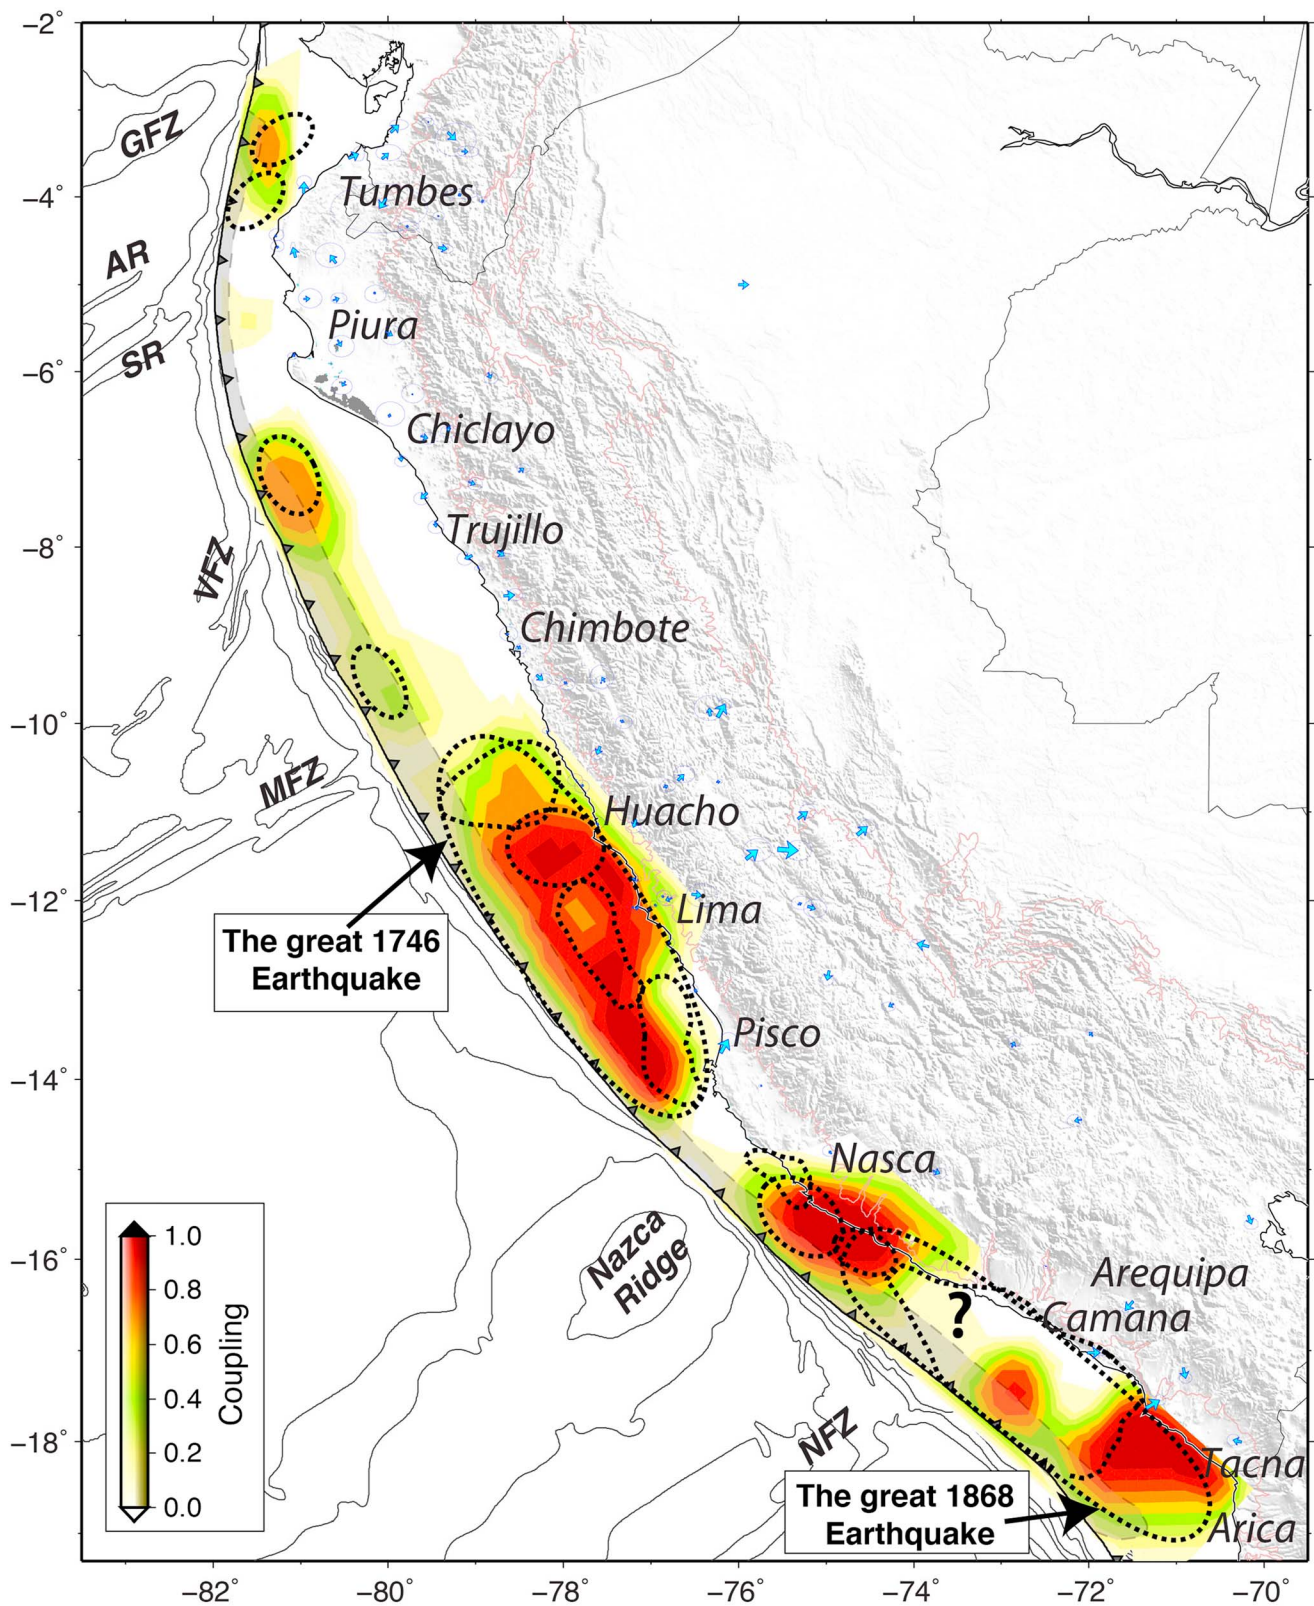 −2°
GFZ
−4°
Tumbes
AR
Piura
SR
−6°
Chiclayo
Trujillo
−8°
VFZ
Chimbote
−10°
MFZ
Huacho
−12°
Lima
The great 1746
Earthquake
Pisco
−14°
Nasca
Nazca
Ridge
−16°
Arequipa
?
Camana
1.0
0.8
0.6
0.4
0.2
0.0
Coupling
−18°
NFZ
Tacna
The great 1868
Earthquake
Arica
−82° −80° −78° −76° −74° −72° −70°